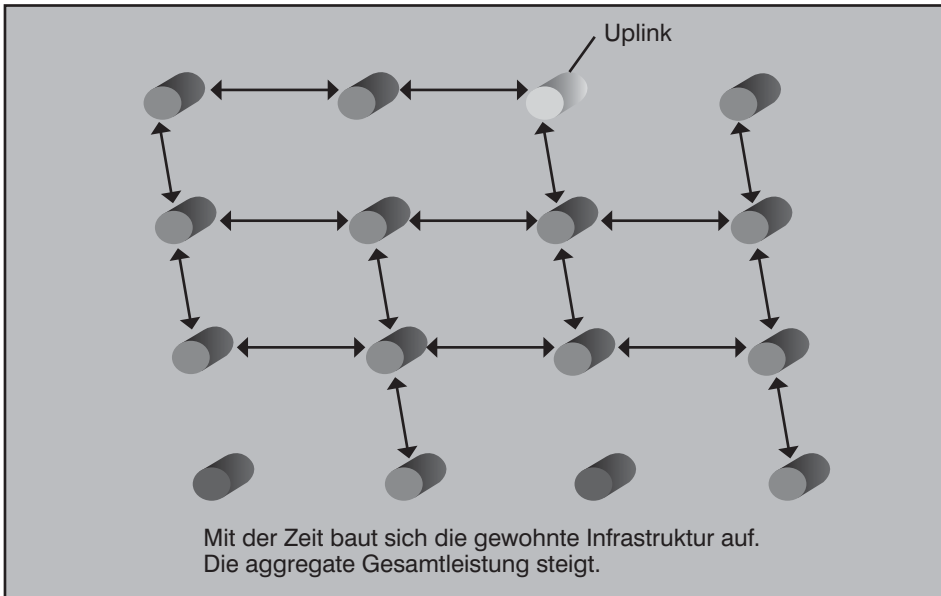 Uplink
Mit der Zeit baut sich die gewohnte Infrastruktur auf.
Die aggregate Gesamtleistung steigt.